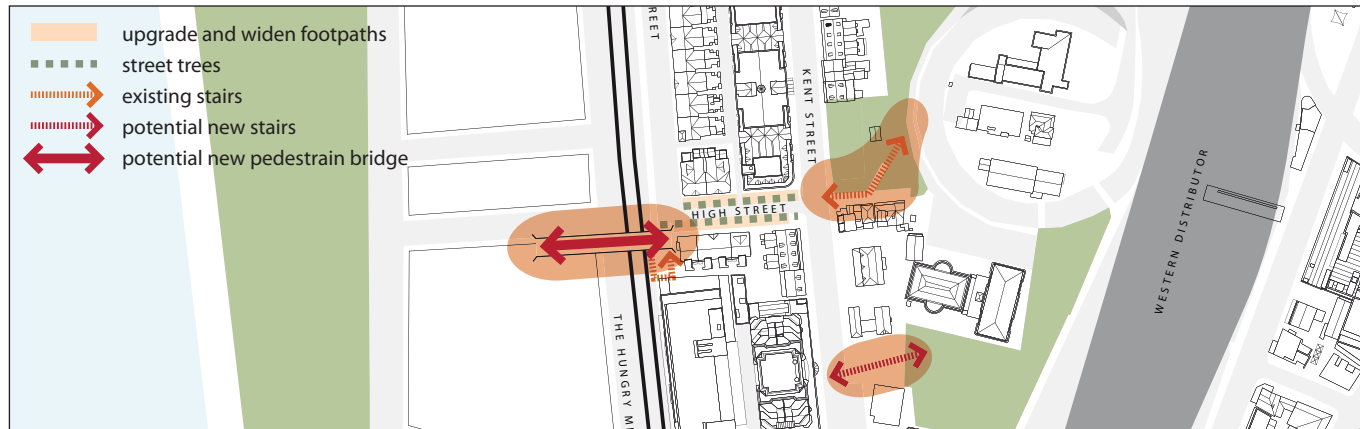 upgrade and widen footpaths
street trees
existing stairs
potential new stairs
potential new pedestrain bridge
STREET
KENT STREET
HIGH STREET
THE HUNGRY M
WESTERN DISTRIBUTOR